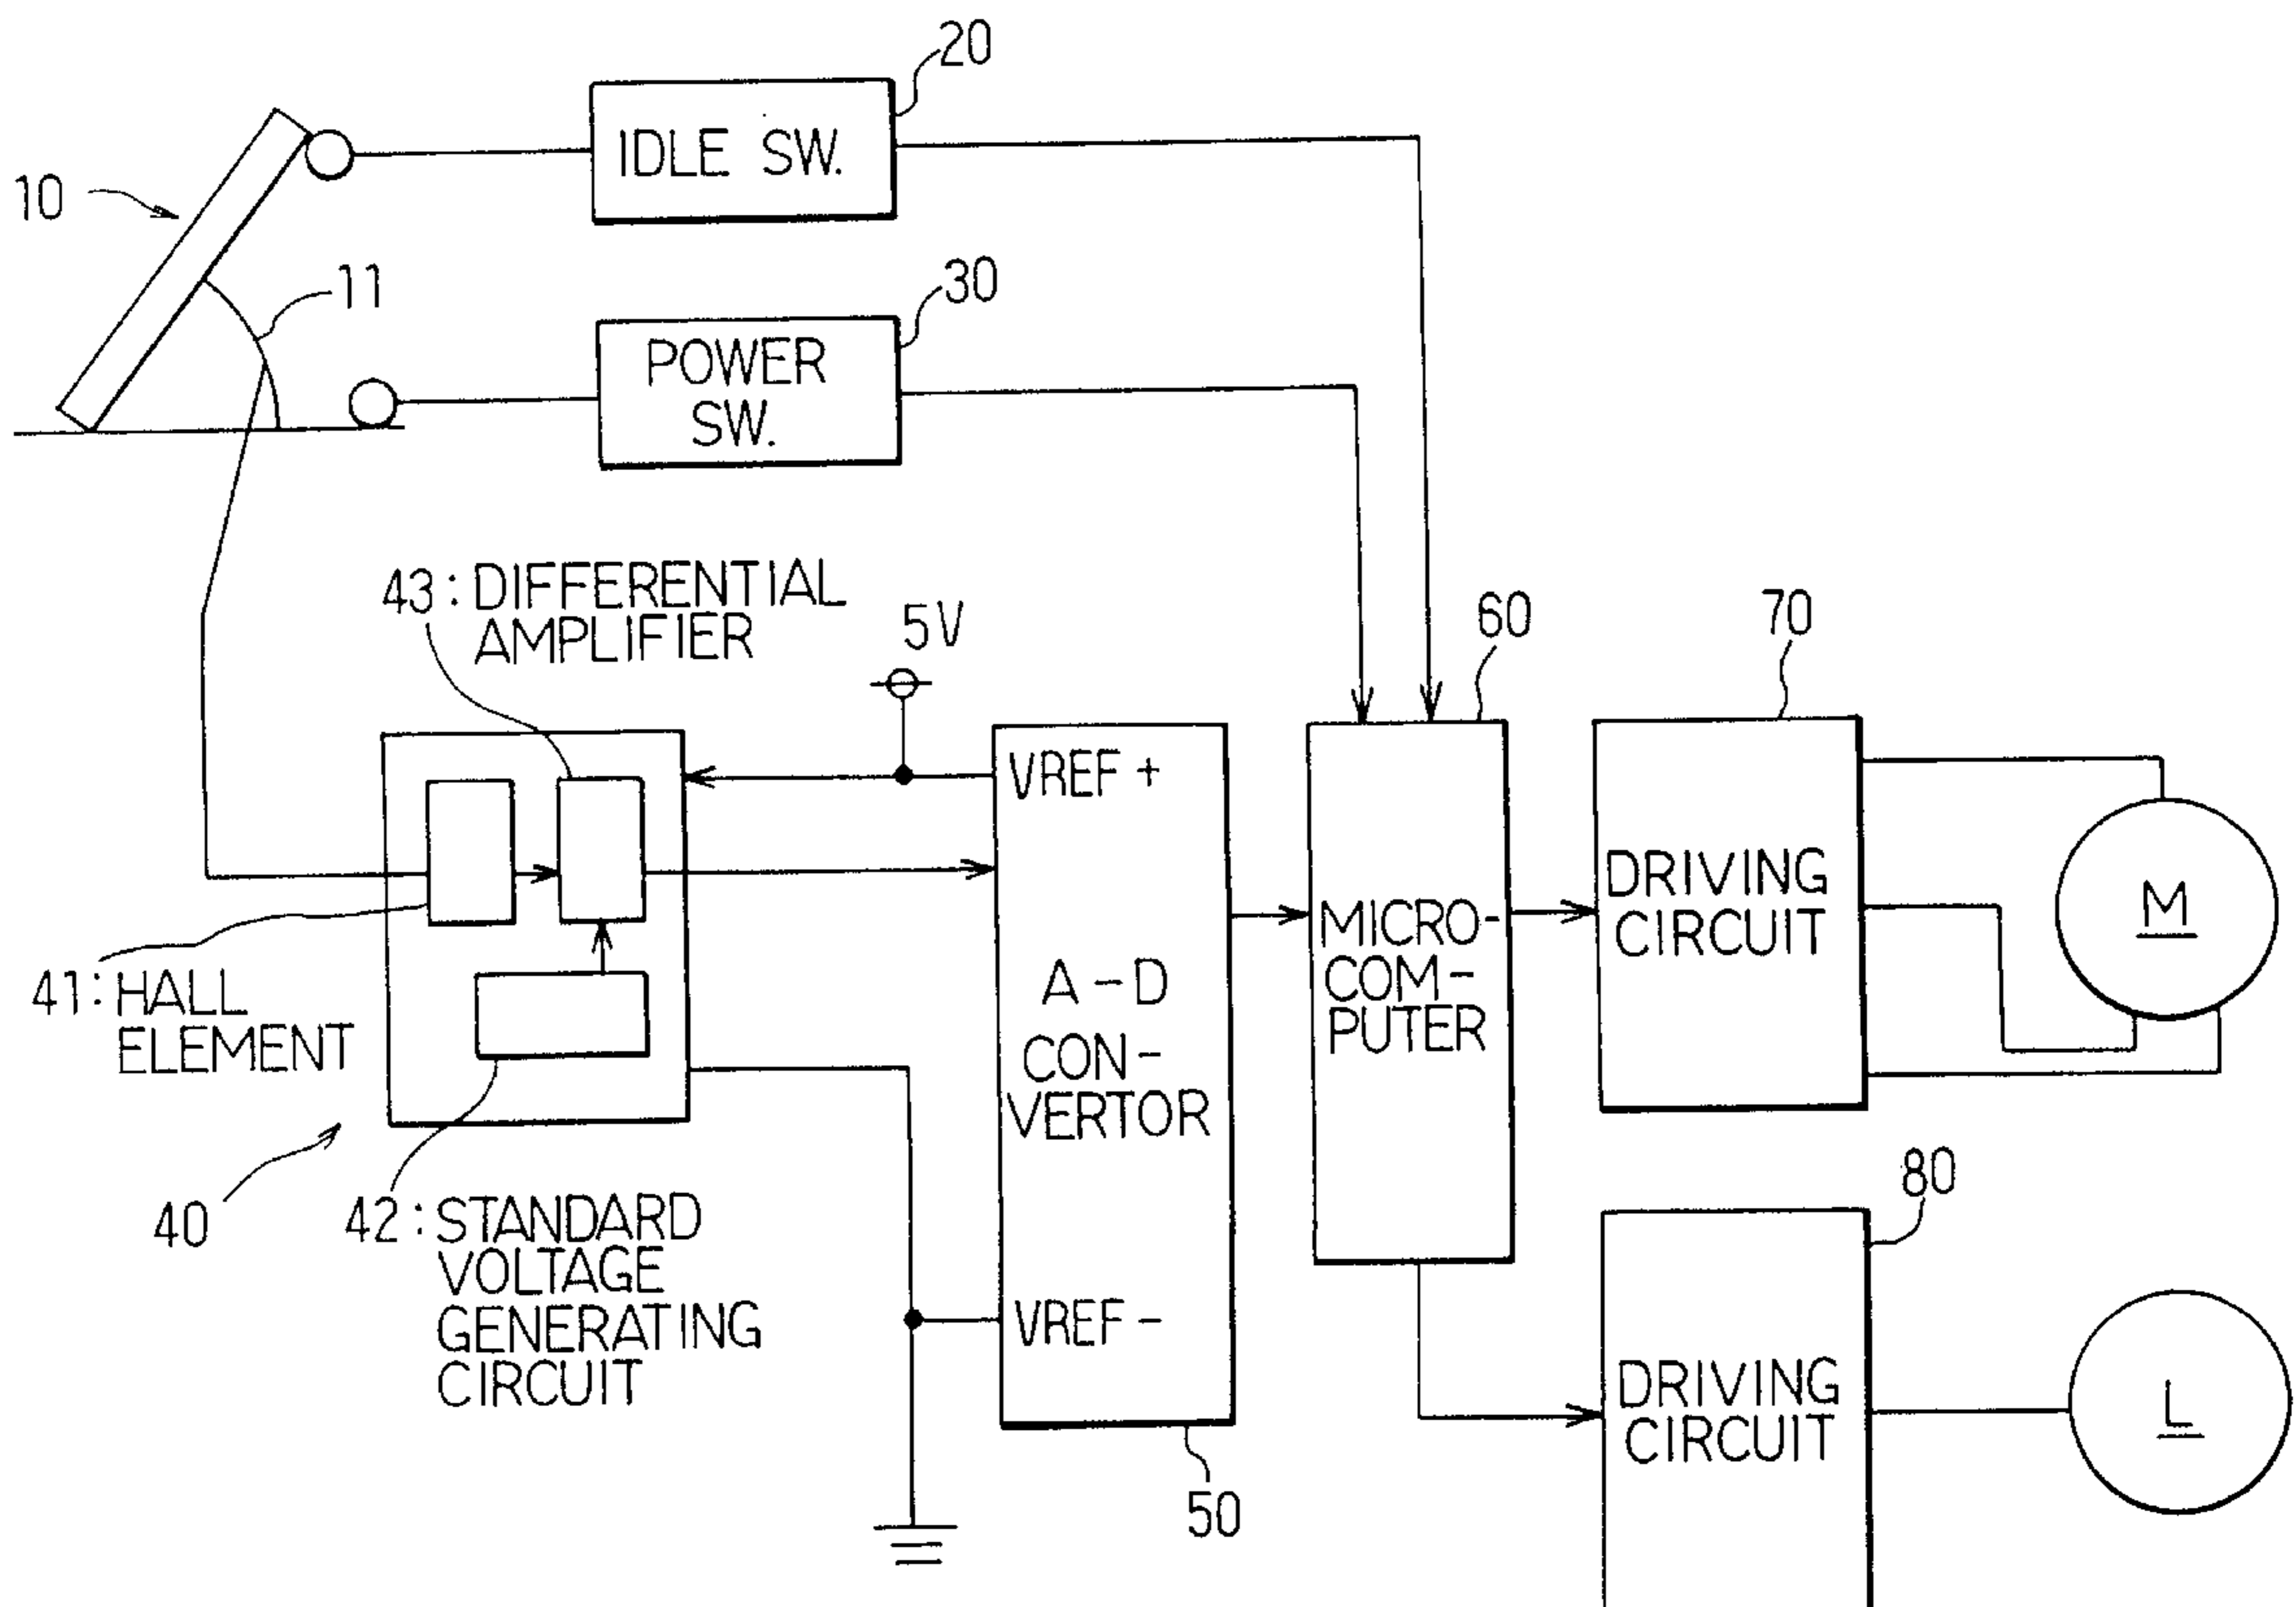 20
IDLE SW.
10
11
30
POWER
SW.
43: DIFFERENTIAL
AMPLIFIER
5V
60
70
VREF +
DRIVING
CIRCUIT
M
MICRO-
COM-
PUTER
41: HALL
ELEMENT
A-D
CON-
VERTOR
40
42: STANDARD
VOLTAGE
GENERATING
CIRCUIT
VREF -
80
DRIVING
CIRCUIT
L
50